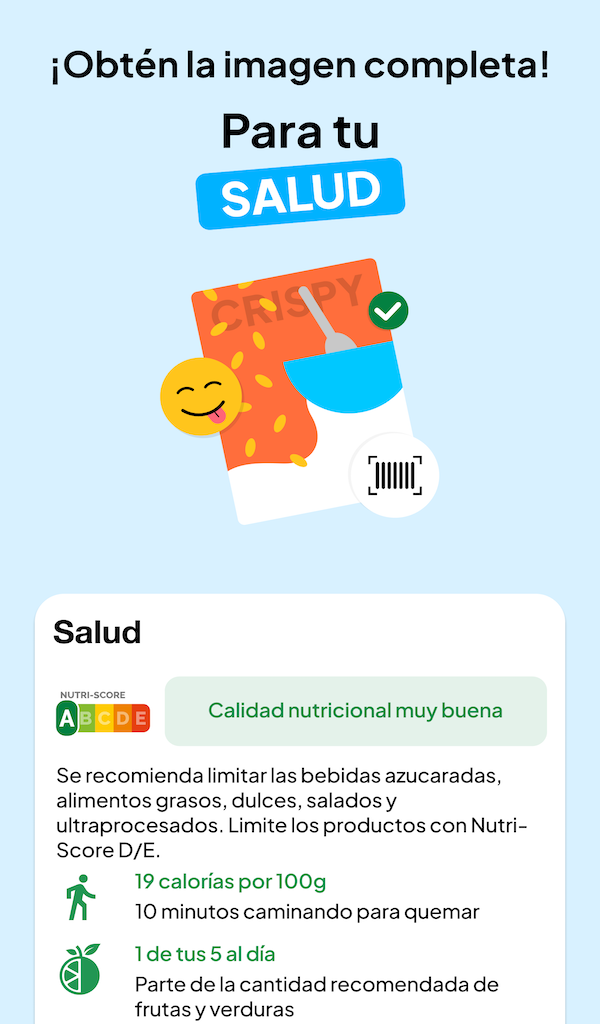 ¡Obtén la imagen completa!
Para tu
SALUD
CRISPY
Salud
NUTRI-SCORE
A B C D E
Calidad nutricional muy buena
Se recomienda limitar las bebidas azucaradas,
alimentos grasos, dulces, salados y
ultraprocesados. Limite los productos con Nutri-
Score D/E.
19 calorías por 100g
10 minutos caminando para quemar
1 de tus 5 al día
Parte de la cantidad recomendada de
frutas y verduras